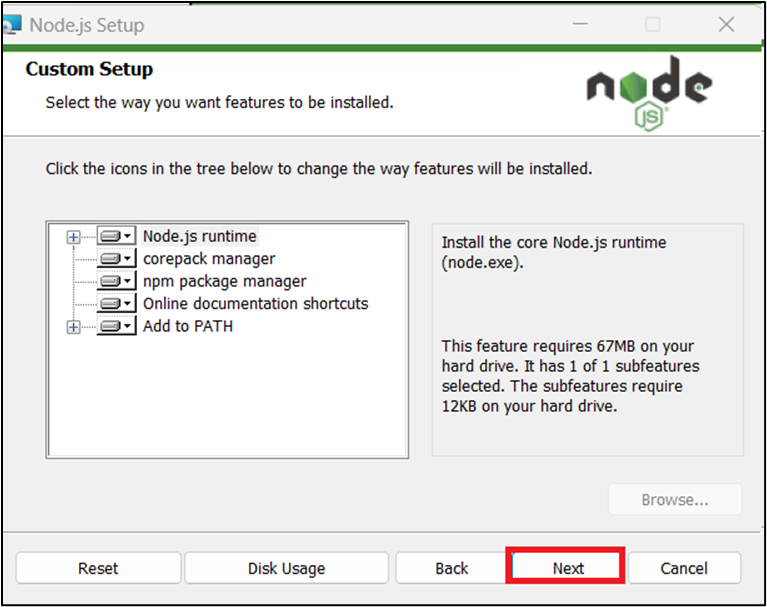 Node.js Setup
Custom Setup
Select the way you want features to be installed.
node
JS
Click the icons in the tree below to change the way features will be installed.
Node.js runtime
corepack manager
npm package manager
Online documentation shortcuts
Add to PATH
Install the core Node.js runtime
(node.exe).
This feature requires 67MB on your
hard drive. It has 1 of 1 subfeatures
selected. The subfeatures require
12KB on your hard drive.
Browse...
Reset
Disk Usage
Back
Next
Cancel